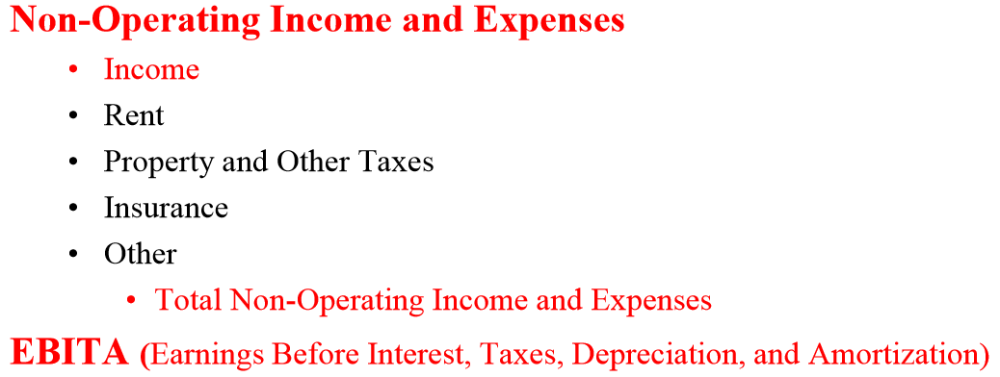 Non-Operating Income and Expenses
• Income
• Rent
• Property and Other Taxes
• Insurance
• Other
• Total Non-Operating Income and Expenses
EBITA (Earnings Before Interest, Taxes, Depreciation, and Amortization)